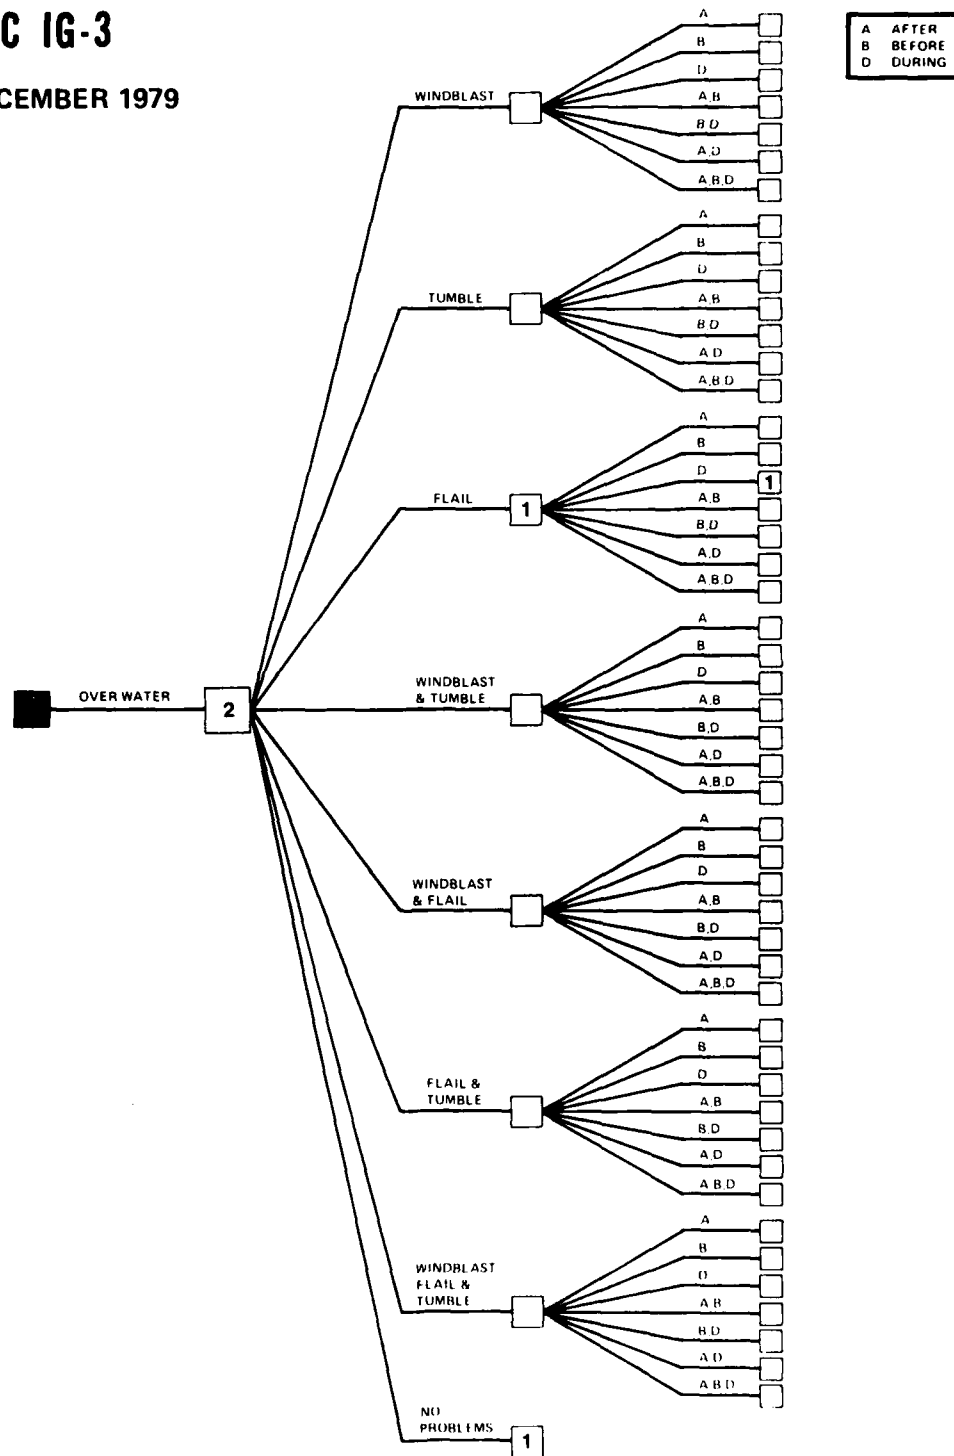 C IG-3
CEMBER 1979
A AFTER
B BEFORE
D DURING
WINDBLAST
A
B
D
A,B
B,D
A,D
A,B,D
TUMBLE
A
B
D
A,B
B,D
A,D
A,B,D
FLAIL
1
A
B
D
1
A,B
B,D
A,D
A,B,D
OVER WATER
2
WINDBLAST
& TUMBLE
A
B
D
A,B
B,D
A,D
A,B,D
WINDBLAST
& FLAIL
A
B
D
A,B
B,D
A,D
A,B,D
FLAIL &
TUMBLE
A
B
D
A,B
B,D
A,D
A,B,D
WINDBLAST
FLAIL &
TUMBLE
A
B
D
A,B
B,D
A,D
A,B,D
NO
PROBLEMS
1